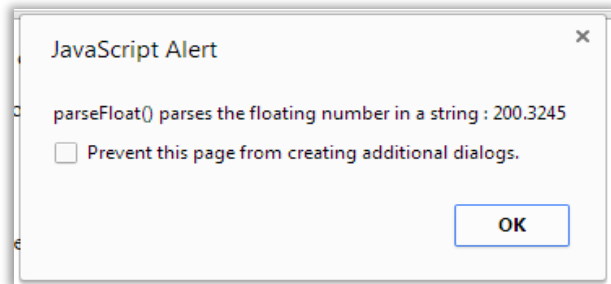 JavaScript Alert
parseFloat() parses the floating number in a string : 200.3245
Prevent this page from creating additional dialogs.
OK